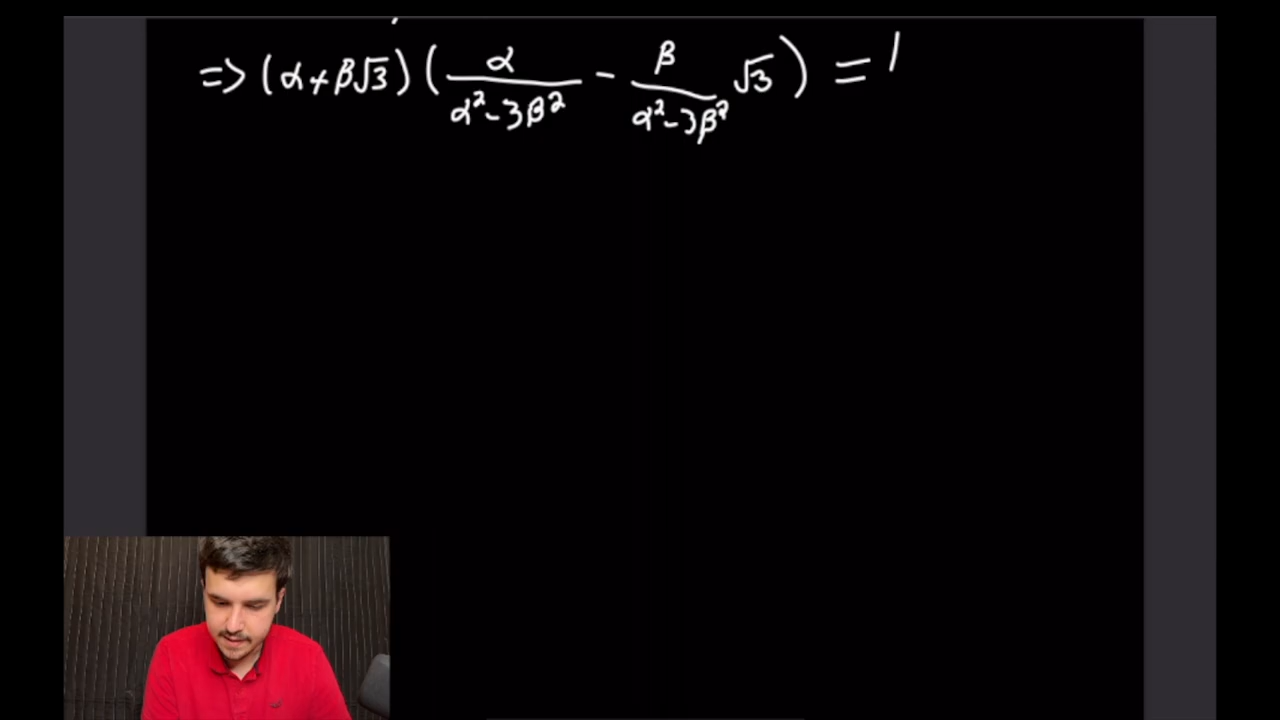 => (α+β√3) (α/(α²-3β²) - β/(α²-3β²) √3) = 1